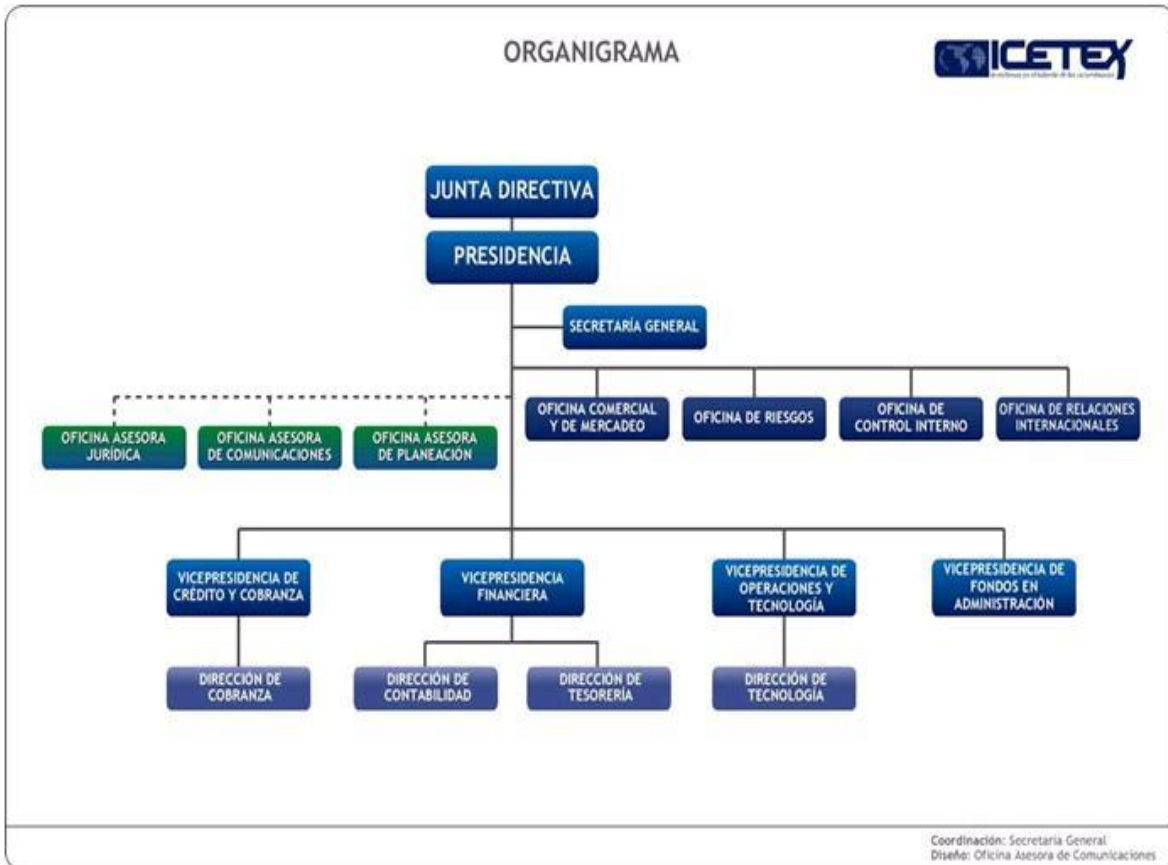 ORGANIGRAMA
ICETEX
JUNTA DIRECTIVA
PRESIDENCIA
SECRETARÍA GENERAL
OFICINA COMERCIAL
Y DE MERCADEO
OFICINA DE RIESGOS
OFICINA DE
CONTROL INTERNO
OFICINA DE RELACIONES
INTERNACIONALES
OFICINA ASESORA
JURÍDICA
OFICINA ASESORA
DE COMUNICACIONES
OFICINA ASESORA
DE PLANEACIÓN
VICEPRESIDENCIA DE
CRÉDITO Y COBRANZA
VICEPRESIDENCIA
FINANCIERA
VICEPRESIDENCIA DE
OPERACIONES Y
TECNOLOGÍA
VICEPRESIDENCIA DE
FONDOS EN
ADMINISTRACIÓN
DIRECCIÓN DE
COBRANZA
DIRECCIÓN DE
CONTABILIDAD
DIRECCIÓN DE
TESORERÍA
DIRECCIÓN DE
TECNOLOGÍA
Coordinación: Secretaria General
Diseño: Oficina Asesora de Comunicaciones